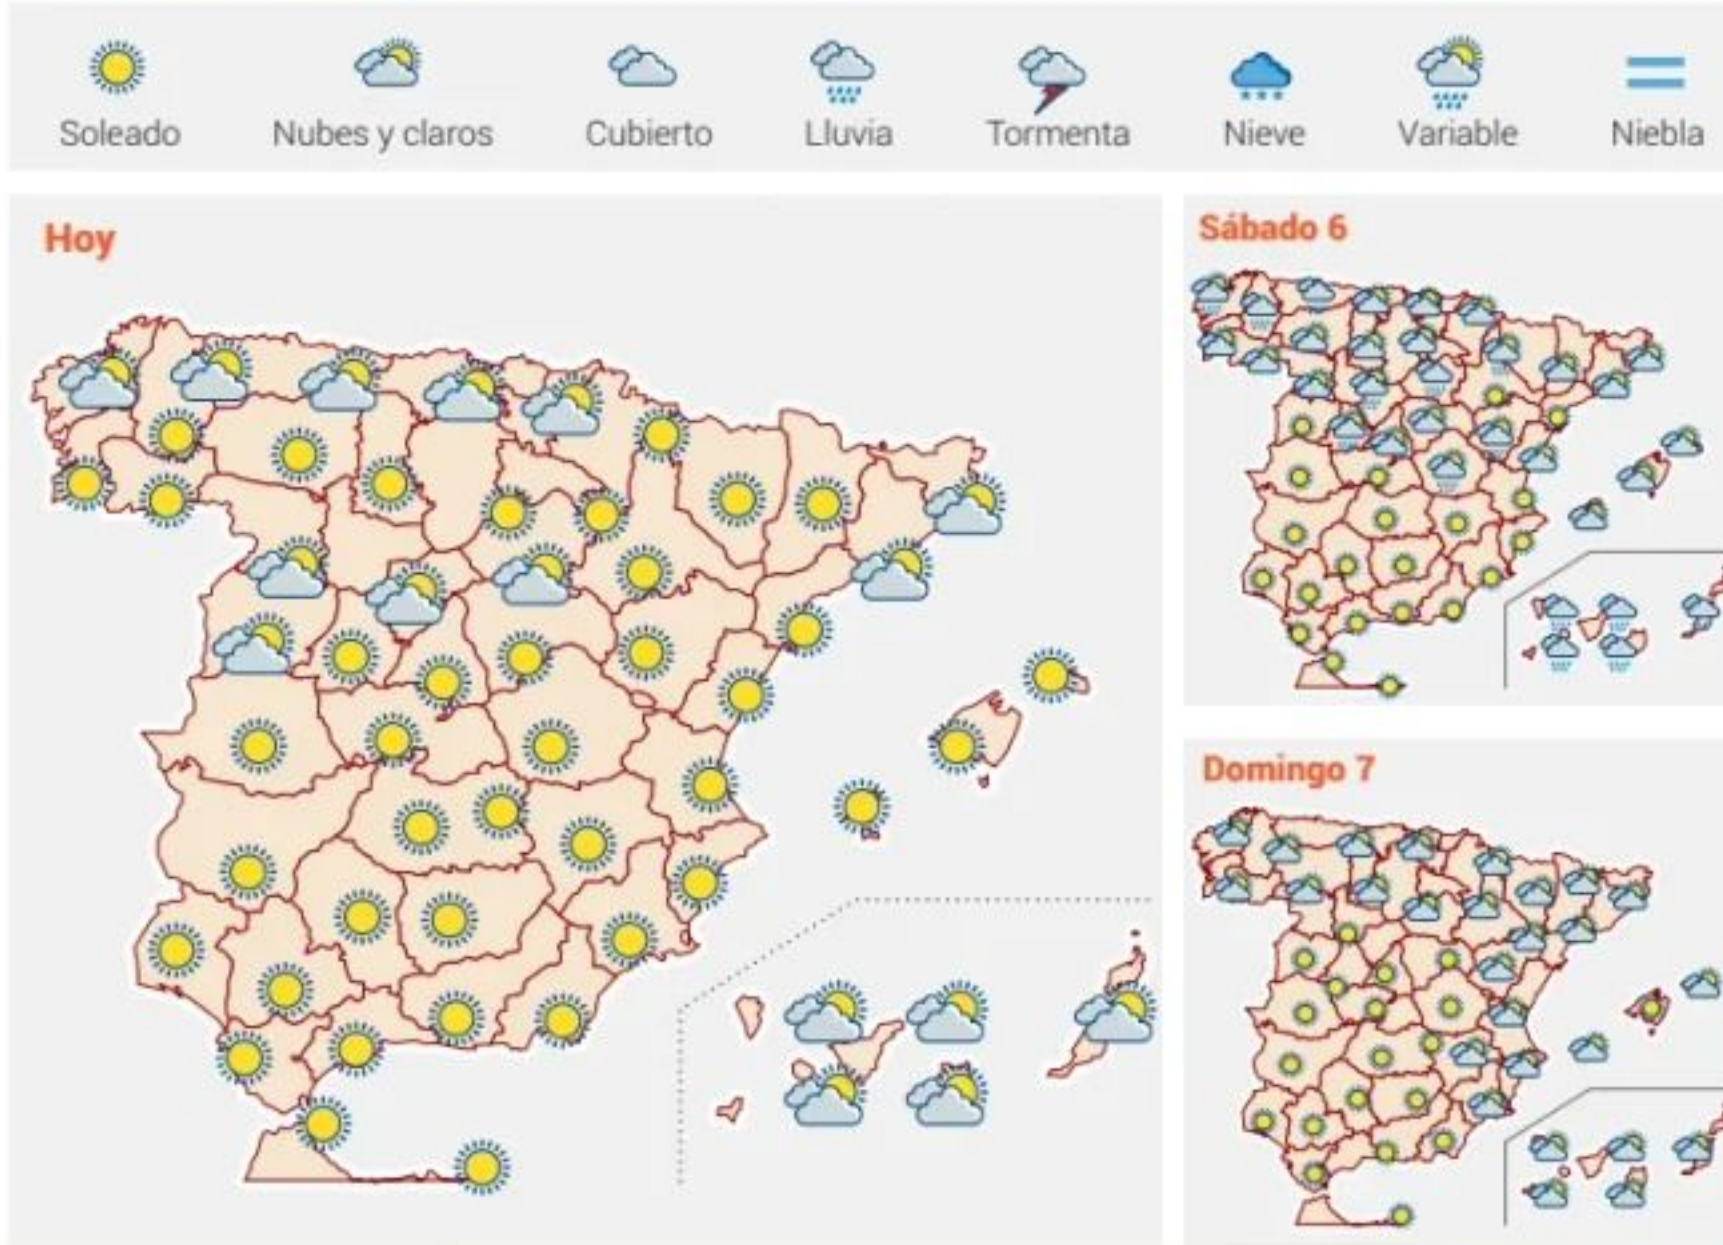 Soleado
Nubes y claros
Cubierto
Lluvia
Tormenta
Nieve
Variable
Niebla
Hoy
Sábado 6
Domingo 7